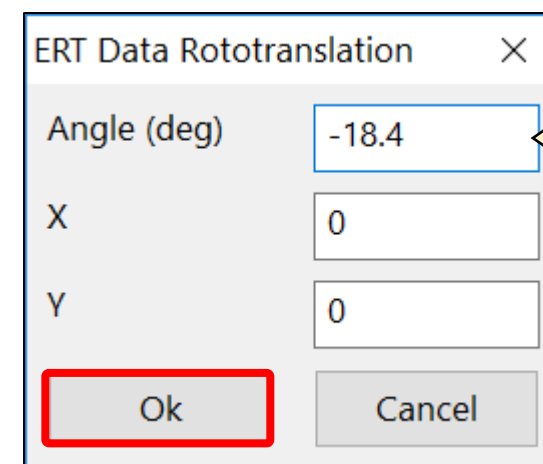 ERT Data Rototranslation
Angle (deg) -18.4
X 0
Y 0
Ok Cancel